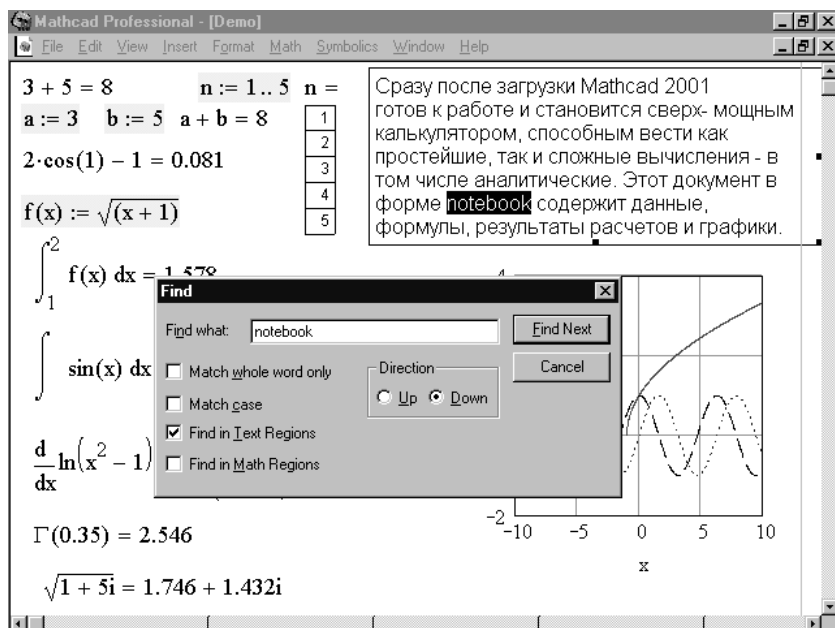 Mathcad Professional - [Demo]
File Edit View Insert Format Math Symbolics Window Help
3 + 5 = 8 n := 1.. 5 n =
a := 3 b := 5 a + b = 8
1
2
3
4
5
2·cos(1) − 1 = 0.081
f(x) := √(x + 1)
Сразу после загрузки Mathcad 2001
готов к работе и становится сверх- мощным
калькулятором, способным вести как
простейшие, так и сложные вычисления - в
том числе аналитические. Этот документ в
форме notebook содержит данные,
формулы, результаты расчетов и графики.
∫₁² f(x) dx = 1.578
∫ sin(x) dx
d/dx ln(x² − 1)
Γ(0.35) = 2.546
√1 + 5i = 1.746 + 1.432i
Find
Find what: notebook
Find Next
Cancel
Match whole word only
Match case
Find in Text Regions
Find in Math Regions
Direction
Up Down
4
−2
−10 −5 0 5 10
x